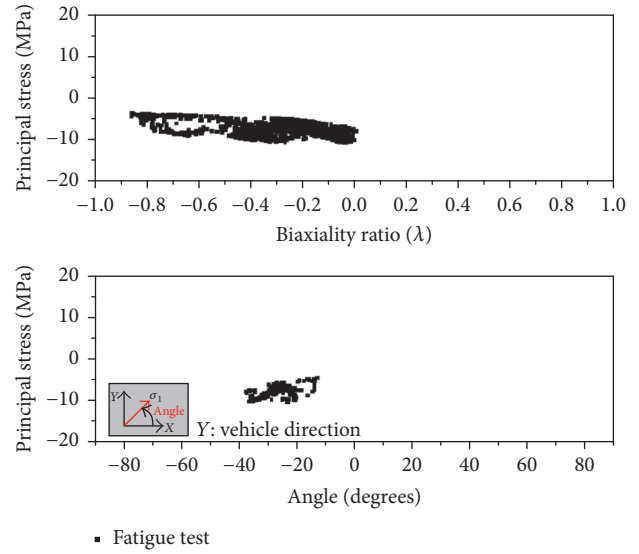 Principal stress (MPa)
20
10
0
−10
−20
−1.0 −0.8 −0.6 −0.4 −0.2 0.0 0.2 0.4 0.6 0.8 1.0
Biaxiality ratio (λ)
Principal stress (MPa)
20
10
0
−10
−20
Y σ1
Angle
X
Y: vehicle direction
−80 −60 −40 −20 0 20 40 60 80
Angle (degrees)
Fatigue test